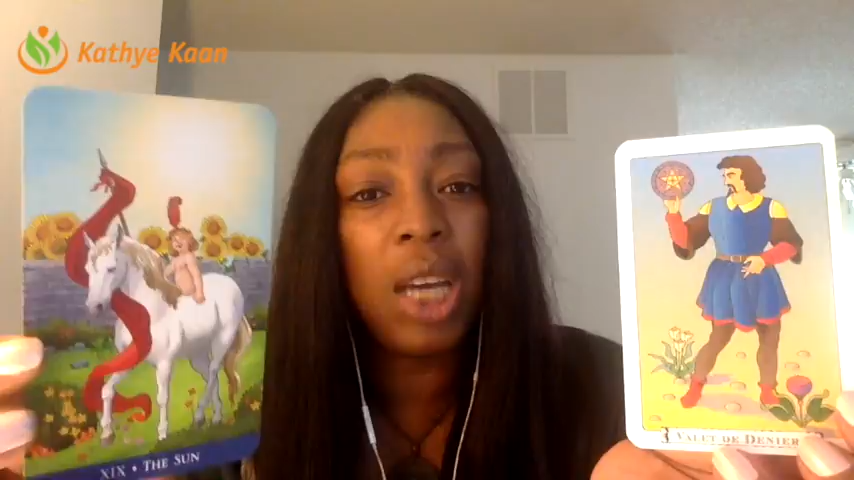 Kathye Kaan
XIX • THE SUN
VALET DE DENIER